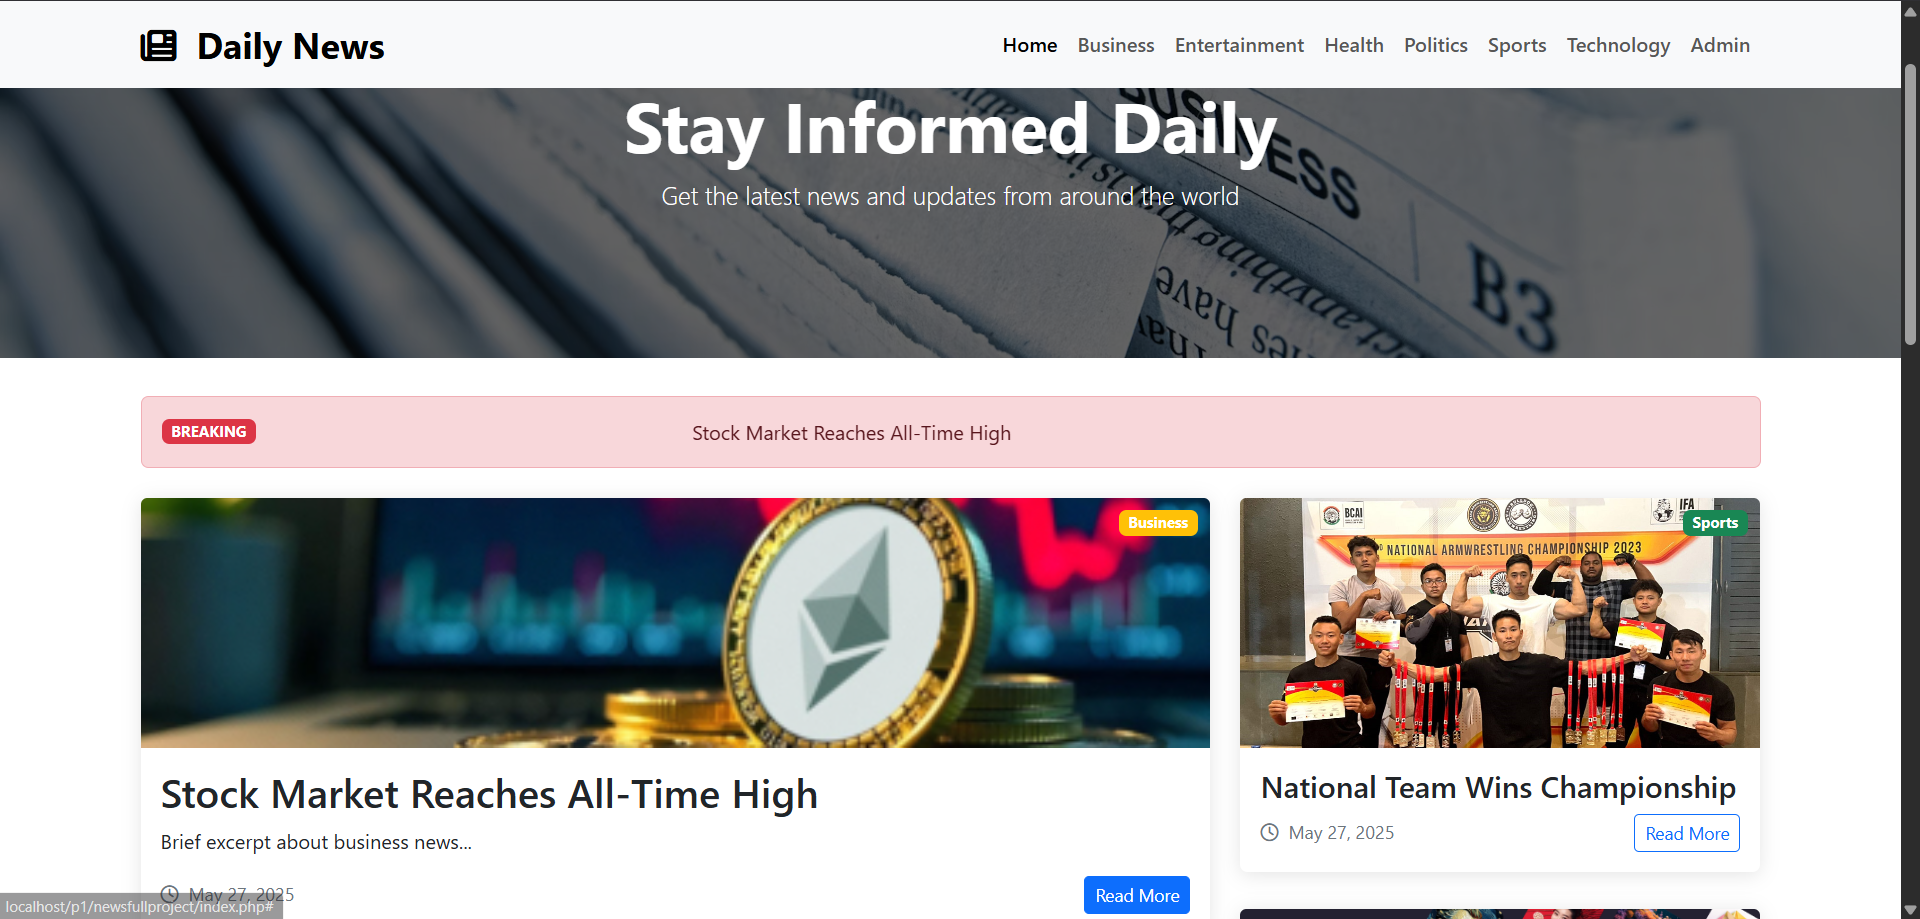 Daily News
Home Business Entertainment Health Politics Sports Technology Admin
Stay Informed Daily
Get the latest news and updates from around the world
BUSINESS
B3
have
BREAKING
Stock Market Reaches All-Time High
Business
Stock Market Reaches All-Time High
Brief excerpt about business news...
May 27, 2025
Read More
BCAI
IFA
Sports
NATIONAL ARMWRESTLING CHAMPIONSHIP 2023
National Team Wins Championship
May 27, 2025
Read More
localhost/p1/newsfullproject/index.php#